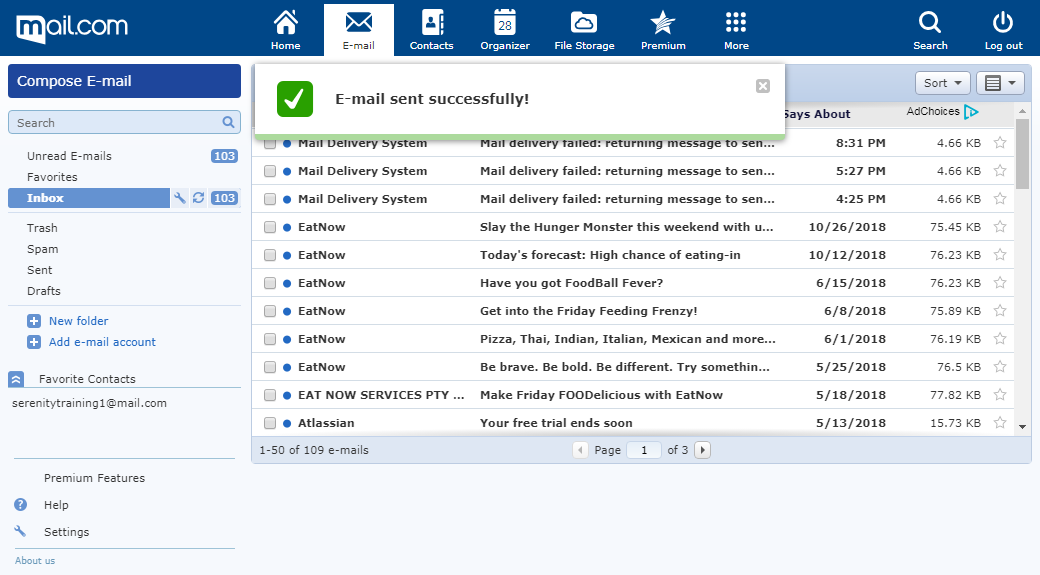 mail.com
Home
E-mail
Contacts
28
Organizer
File Storage
Premium
More
Search
Log out
Compose E-mail
Search
Unread E-mails 103
Favorites
Inbox 103
Trash
Spam
Sent
Drafts
New folder
Add e-mail account
Favorite Contacts
serenitytraining1@mail.com
Premium Features
Help
Settings
About us
E-mail sent successfully!
Sort
Says About
AdChoices
Mail Delivery System Mail delivery failed: returning message to sen... 8:31 PM 4.66 KB
Mail Delivery System Mail delivery failed: returning message to sen... 5:27 PM 4.66 KB
Mail Delivery System Mail delivery failed: returning message to sen... 4:25 PM 4.66 KB
EatNow Slay the Hunger Monster this weekend with u... 10/26/2018 75.45 KB
EatNow Today's forecast: High chance of eating-in 10/12/2018 76.23 KB
EatNow Have you got FoodBall Fever? 6/15/2018 76.23 KB
EatNow Get into the Friday Feeding Frenzy! 6/8/2018 75.89 KB
EatNow Pizza, Thai, Indian, Italian, Mexican and more... 6/1/2018 76.19 KB
EatNow Be brave. Be bold. Be different. Try somethin... 5/25/2018 76.5 KB
EAT NOW SERVICES PTY ... Make Friday FOODelicious with EatNow 5/18/2018 77.82 KB
Atlassian Your free trial ends soon 5/13/2018 15.73 KB
1-50 of 109 e-mails Page 1 of 3